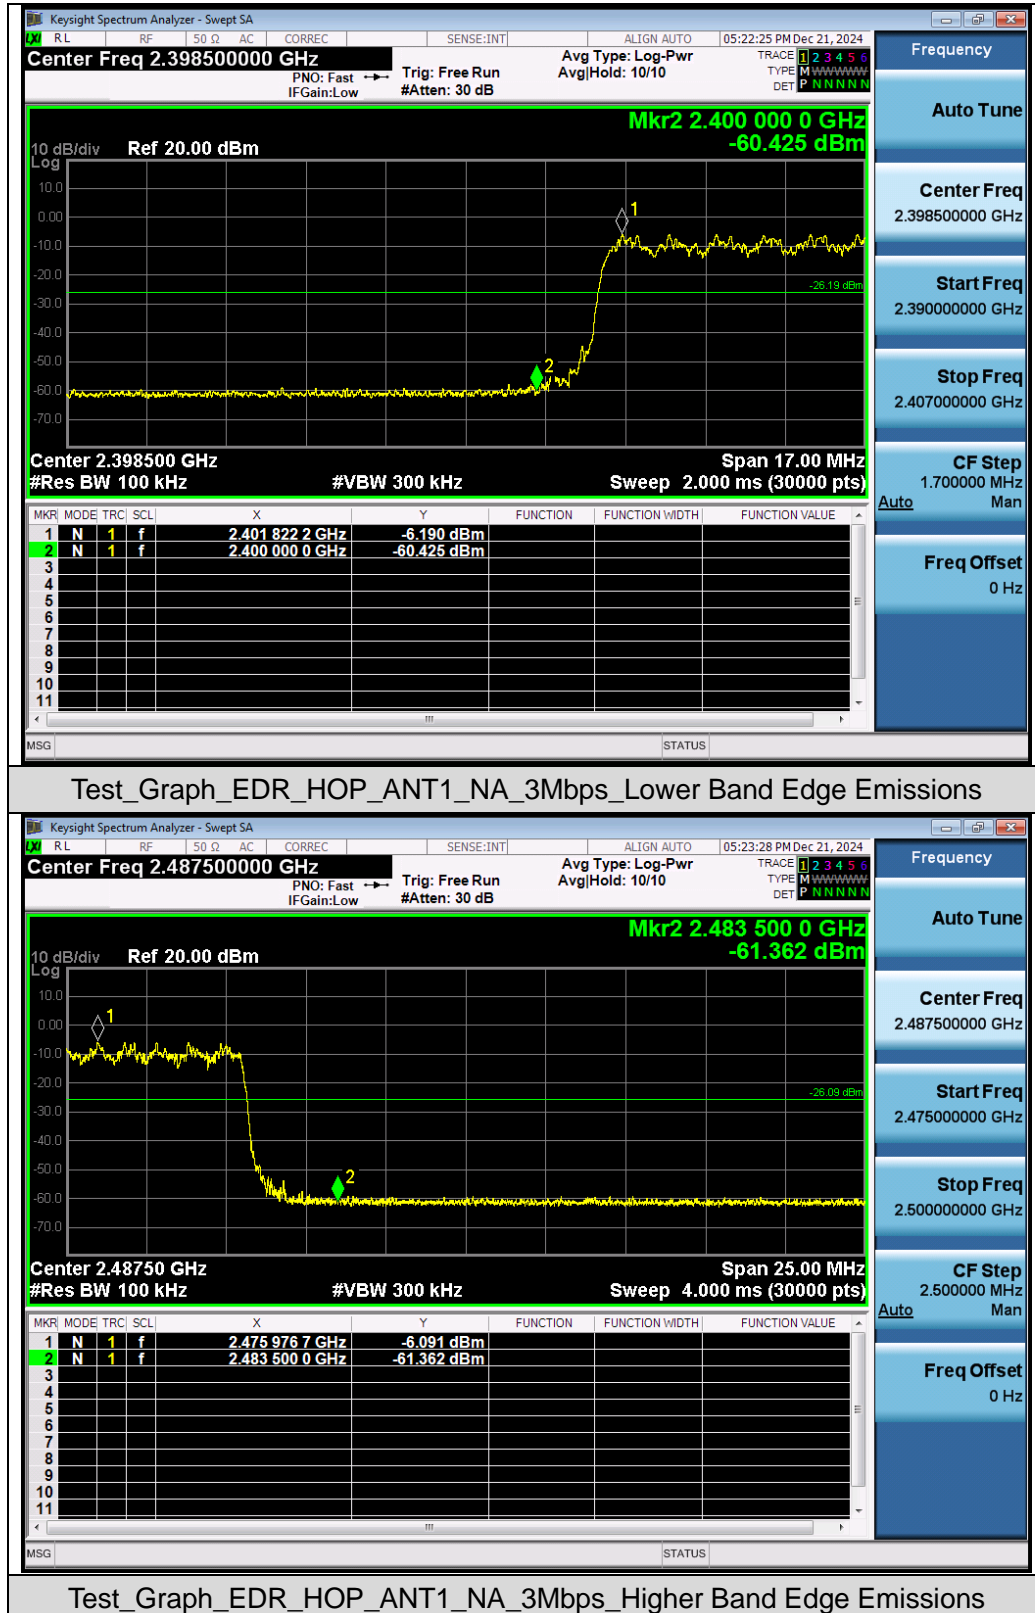 Keysight Spectrum Analyzer - Swept SA
LXI RL RF 50 Ω AC CORREC SENSE:INT ALIGN AUTO 05:22:25 PM Dec 21, 2024
Center Freq 2.398500000 GHz
PNO: Fast
IFGain:Low
Trig: Free Run
#Atten: 30 dB
Avg Type: Log-Pwr
Avg|Hold: 10/10
TRACE 1 2 3 4 5 6
TYPE M WWWWW
DET P N N N N N
Mkr2 2.400 000 0 GHz
-60.425 dBm
10 dB/div
Log
Ref 20.00 dBm
10.0
0.00
-10.0
-20.0
-30.0
-40.0
-50.0
-60.0
-70.0
1
2
-26.19 dBm
Center 2.398500 GHz
Span 17.00 MHz
#Res BW 100 kHz
#VBW 300 kHz
Sweep 2.000 ms (30000 pts)
MKR MODE TRC SCL X Y FUNCTION FUNCTION WIDTH FUNCTION VALUE
1 N 1 f 2.401 822 2 GHz -6.190 dBm
2 N 1 f 2.400 000 0 GHz -60.425 dBm
3
4
5
6
7
8
9
10
11
MSG STATUS
Frequency
Auto Tune
Center Freq
2.398500000 GHz
Start Freq
2.390000000 GHz
Stop Freq
2.407000000 GHz
CF Step
1.700000 MHz
Auto Man
Freq Offset
0 Hz
Test_Graph_EDR_HOP_ANT1_NA_3Mbps_Lower Band Edge Emissions
Keysight Spectrum Analyzer - Swept SA
LXI RL RF 50 Ω AC CORREC SENSE:INT ALIGN AUTO 05:23:28 PM Dec 21, 2024
Center Freq 2.487500000 GHz
PNO: Fast
IFGain:Low
Trig: Free Run
#Atten: 30 dB
Avg Type: Log-Pwr
Avg|Hold: 10/10
TRACE 1 2 3 4 5 6
TYPE M WWWWW
DET P N N N N N
Mkr2 2.483 500 0 GHz
-61.362 dBm
10 dB/div
Log
Ref 20.00 dBm
10.0
0.00
-10.0
-20.0
-30.0
-40.0
-50.0
-60.0
-70.0
1
2
-26.09 dBm
Center 2.48750 GHz
Span 25.00 MHz
#Res BW 100 kHz
#VBW 300 kHz
Sweep 4.000 ms (30000 pts)
MKR MODE TRC SCL X Y FUNCTION FUNCTION WIDTH FUNCTION VALUE
1 N 1 f 2.475 976 7 GHz -6.091 dBm
2 N 1 f 2.483 500 0 GHz -61.362 dBm
3
4
5
6
7
8
9
10
11
MSG STATUS
Frequency
Auto Tune
Center Freq
2.487500000 GHz
Start Freq
2.475000000 GHz
Stop Freq
2.500000000 GHz
CF Step
2.500000 MHz
Auto Man
Freq Offset
0 Hz
Test_Graph_EDR_HOP_ANT1_NA_3Mbps_Higher Band Edge Emissions